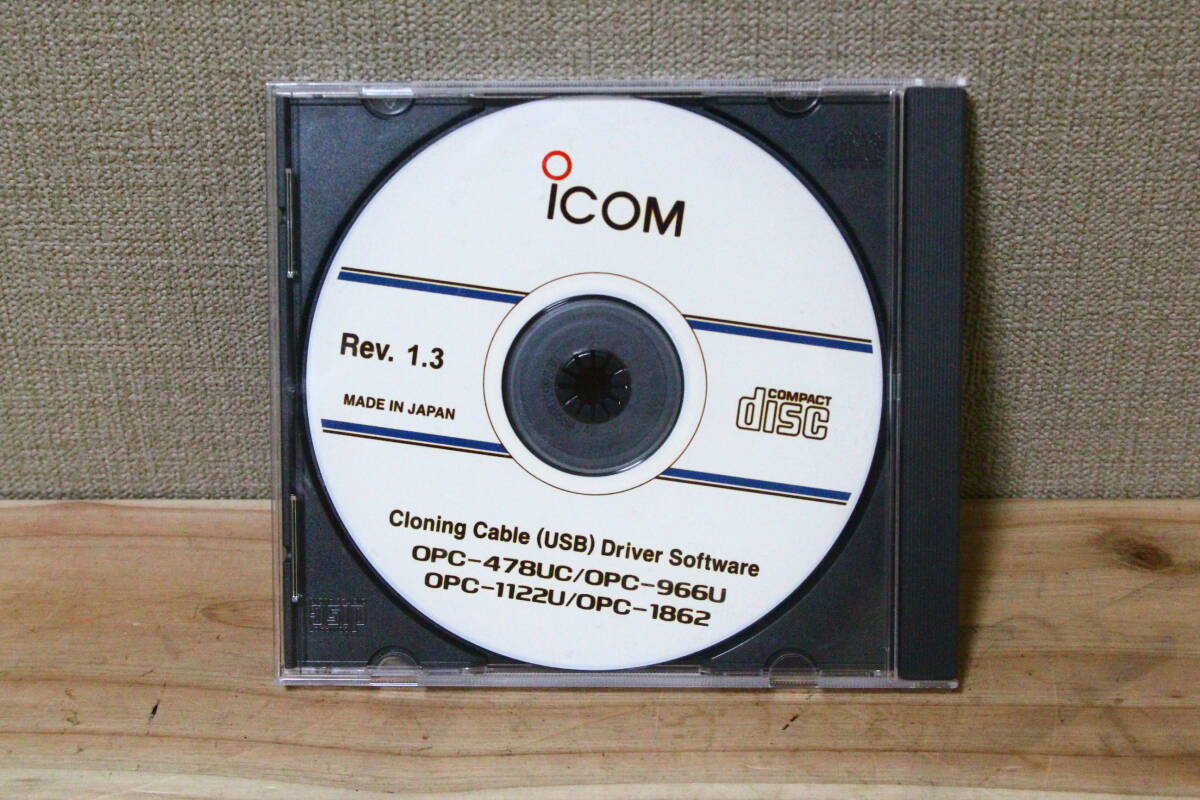 ICOM
Rev. 1.3
MADE IN JAPAN
COMPACT
disc
Cloning Cable (USB) Driver Software
OPC-478UC/OPC-966U
OPC-1122U/OPC-1862